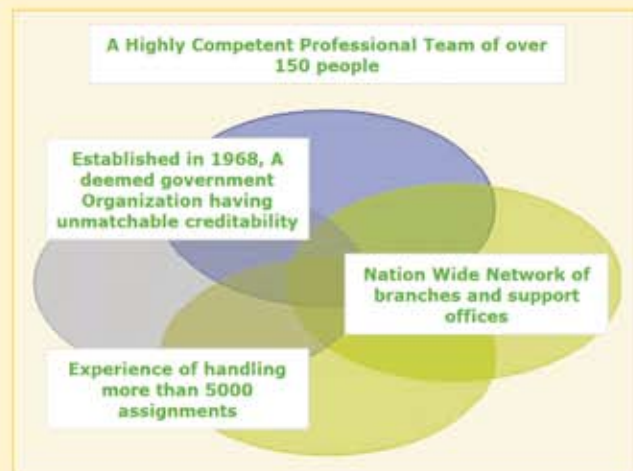 A Highly Competent Professional Team of over
150 people
Established in 1968, A
deemed government
Organization having
unmatchable creditability
Nation Wide Network of
branches and support
offices
Experience of handling
more than 5000
assignments